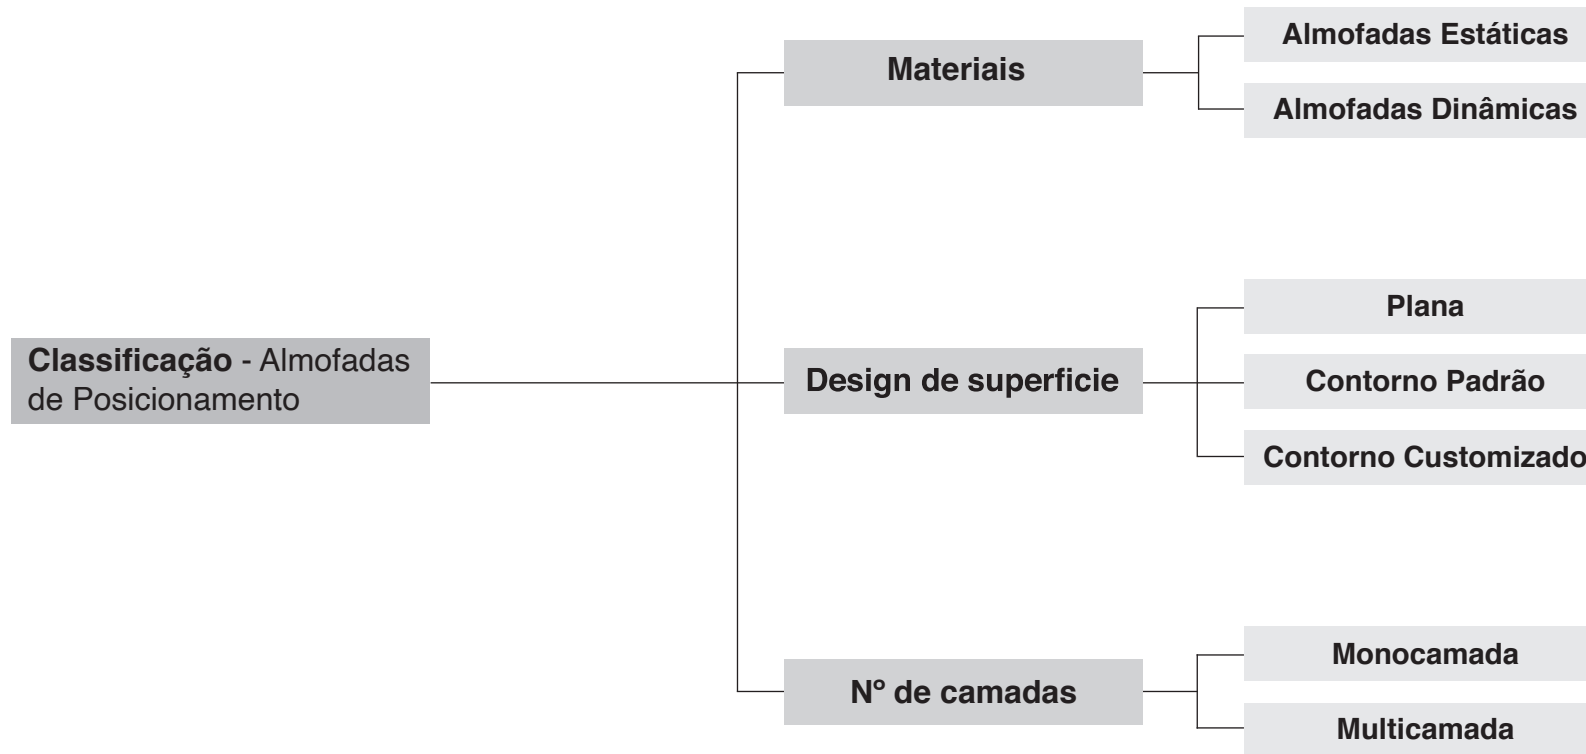 Classificação - Almofadas
de Posicionamento
Materiais
Almofadas Estáticas
Almofadas Dinâmicas
Design de superficie
Plana
Contorno Padrão
Contorno Customizado
Nº de camadas
Monocamada
Multicamada